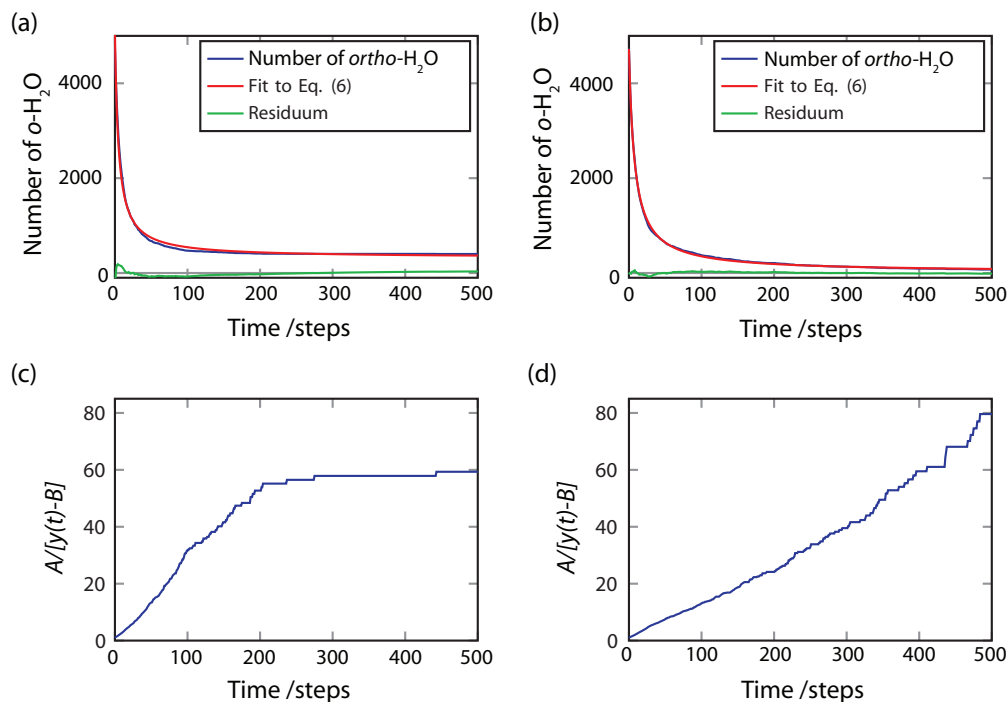 (a)
Number of o-H₂O
4000
2000
0
Number of ortho-H₂O
Fit to Eq. (6)
Residuum
0 100 200 300 400 500
Time /steps
(b)
Number of o-H₂O
4000
2000
0
Number of ortho-H₂O
Fit to Eq. (6)
Residuum
0 100 200 300 400 500
Time /steps
(c)
A/[y(t)-B]
80
60
40
20
0
0 100 200 300 400 500
Time /steps
(d)
A/[y(t)-B]
80
60
40
20
0
0 100 200 300 400 500
Time /steps